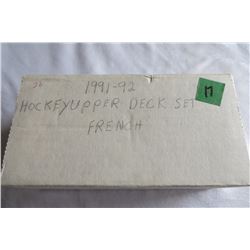 1991-92
HOCKEY UPPER DECK SET
FRENCH